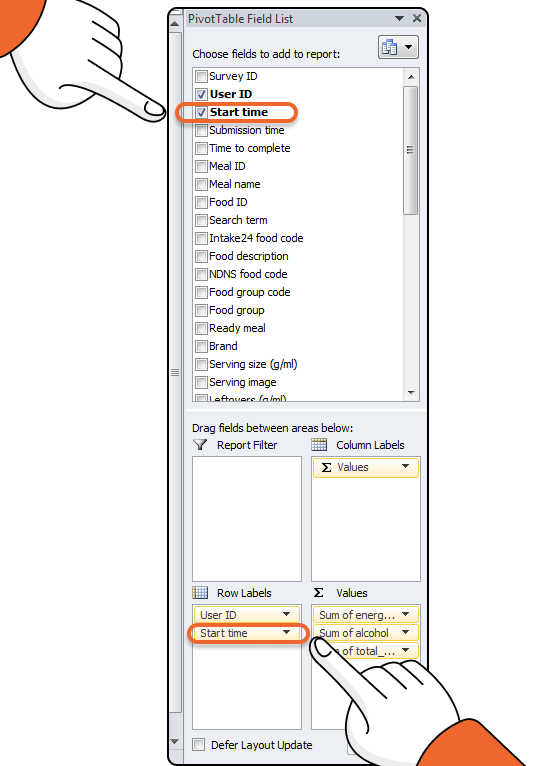 PivotTable Field List
Choose fields to add to report:
Survey ID
User ID
Start time
Submission time
Time to complete
Meal ID
Meal name
Food ID
Search term
Intake24 food code
Food description
NDNS food code
Food group code
Food group
Ready meal
Brand
Serving size (g/ml)
Serving image
Leftovers (g/ml)
Drag fields between areas below:
Report Filter
Column Labels
Σ Values
Row Labels
Σ Values
User ID
Start time
Sum of energ...
Sum of alcohol
of total_...
Defer Layout Update